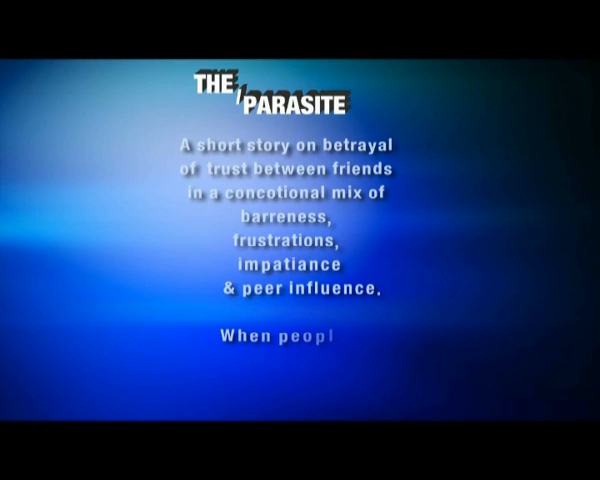 THE
PARASITE
A short story on betrayal
of trust between friends
in a concotional mix of
barreness,
frustrations,
impatiance
& peer influence.
When peopl